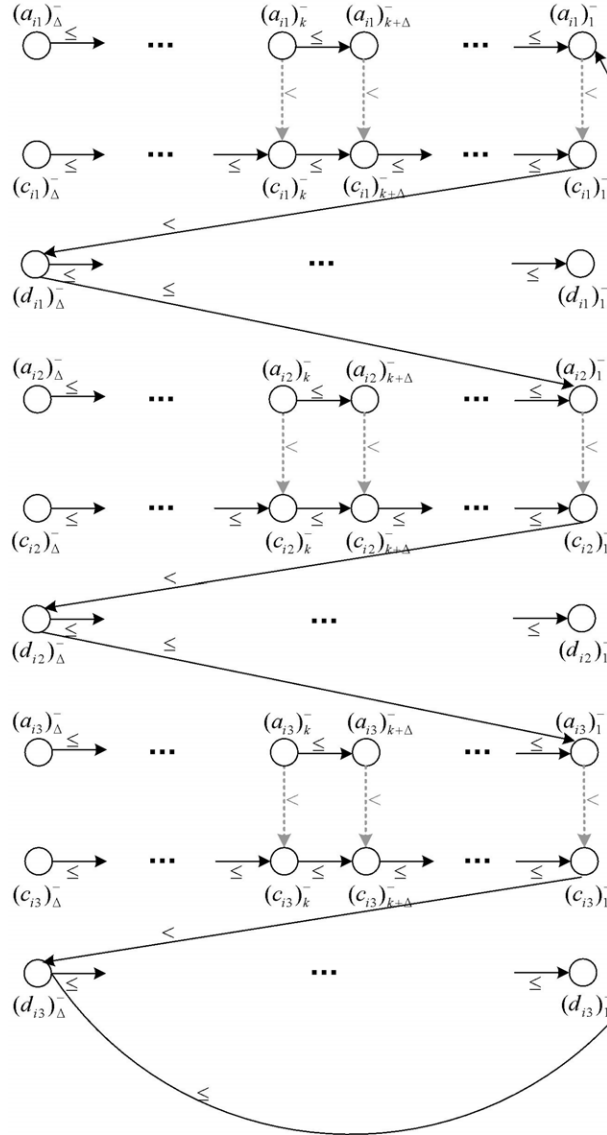 (a_{i1})^-_Δ (a_{i1})^-_k (a_{i1})^-_{k+Δ} (a_{i1})^-_1
≤ ... ≤ ... ≤
< < <
≤ ... ≤ ≤ ≤ ... ≤
(c_{i1})^-_Δ (c_{i1})^-_k (c_{i1})^-_{k+Δ} (c_{i1})^-_1
<
≤ ... ≤
(d_{i1})^-_Δ (d_{i1})^-_1
≤
(a_{i2})^-_Δ (a_{i2})^-_k (a_{i2})^-_{k+Δ} (a_{i2})^-_1
≤ ... ≤ ... ≤
< < <
≤ ... ≤ ≤ ≤ ... ≤
(c_{i2})^-_Δ (c_{i2})^-_k (c_{i2})^-_{k+Δ} (c_{i2})^-_1
<
≤ ... ≤
(d_{i2})^-_Δ (d_{i2})^-_1
≤
(a_{i3})^-_Δ (a_{i3})^-_k (a_{i3})^-_{k+Δ} (a_{i3})^-_1
≤ ... ≤ ... ≤
< < <
≤ ... ≤ ≤ ≤ ... ≤
(c_{i3})^-_Δ (c_{i3})^-_k (c_{i3})^-_{k+Δ} (c_{i3})^-_1
<
≤ ... ≤
(d_{i3})^-_Δ (d_{i3})^-_1
≤